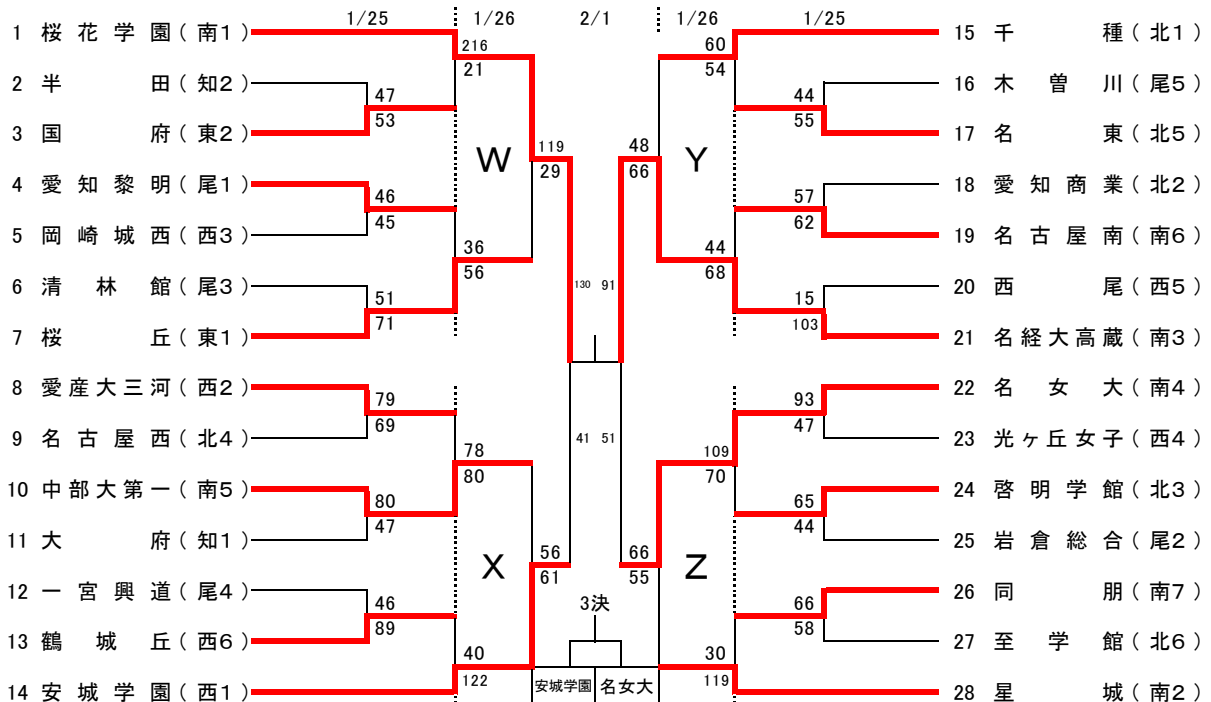 1/25 1/26 2/1 1/26 1/25
1 桜花学園(南1)
2 半田(知2)
3 国府(東2)
4 愛知黎明(尾1)
5 岡崎城西(西3)
6 清林館(尾3)
7 桜丘(東1)
8 愛産大三河(西2)
9 名古屋西(北4)
10 中部大第一(南5)
11 大府(知1)
12 一宮興道(尾4)
13 鶴城丘(西6)
14 安城学園(西1)
47
53
46
45
51
71
79
69
80
47
46
89
216
21
36
56
78
80
40
122
W
X
119
29
56
61
130 91
41 51
3決
安城学園 名女大
48
66
66
55
Y
Z
60
54
44
68
109
70
30
119
44
55
57
62
15
103
93
47
65
44
66
58
15 千種(北1)
16 木曽川(尾5)
17 名東(北5)
18 愛知商業(北2)
19 名古屋南(南6)
20 西尾(西5)
21 名経大高蔵(南3)
22 名女大(南4)
23 光ヶ丘女子(西4)
24 啓明学館(北3)
25 岩倉総合(尾2)
26 同朋(南7)
27 至学館(北6)
28 星城(南2)